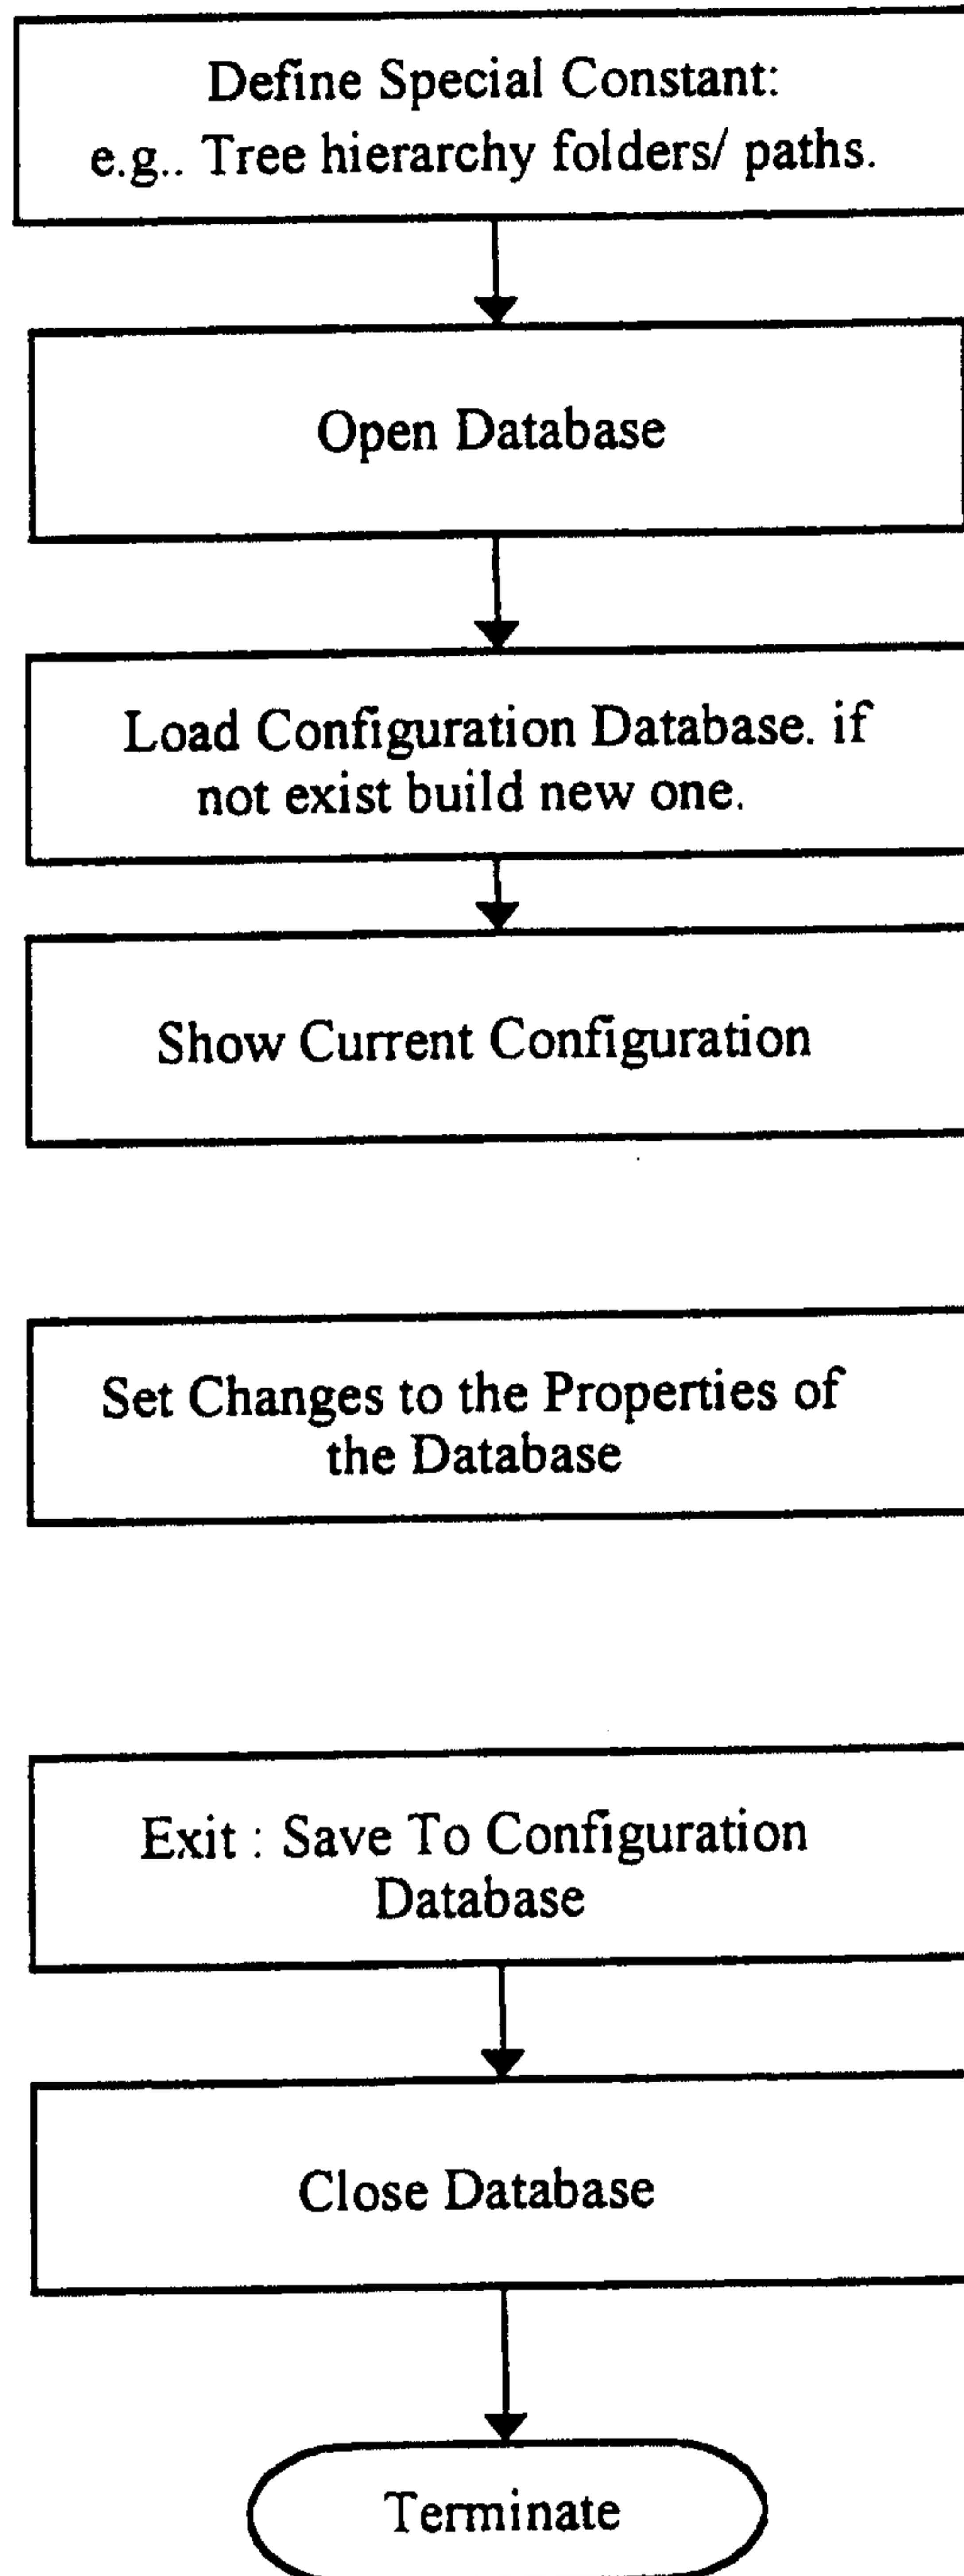 Define Special Constant:
e.g.. Tree hierarchy folders/ paths.
Open Database
Load Configuration Database. if
not exist build new one.
Show Current Configuration
Set Changes to the Properties of
the Database
Exit : Save To Configuration
Database
Close Database
Terminate